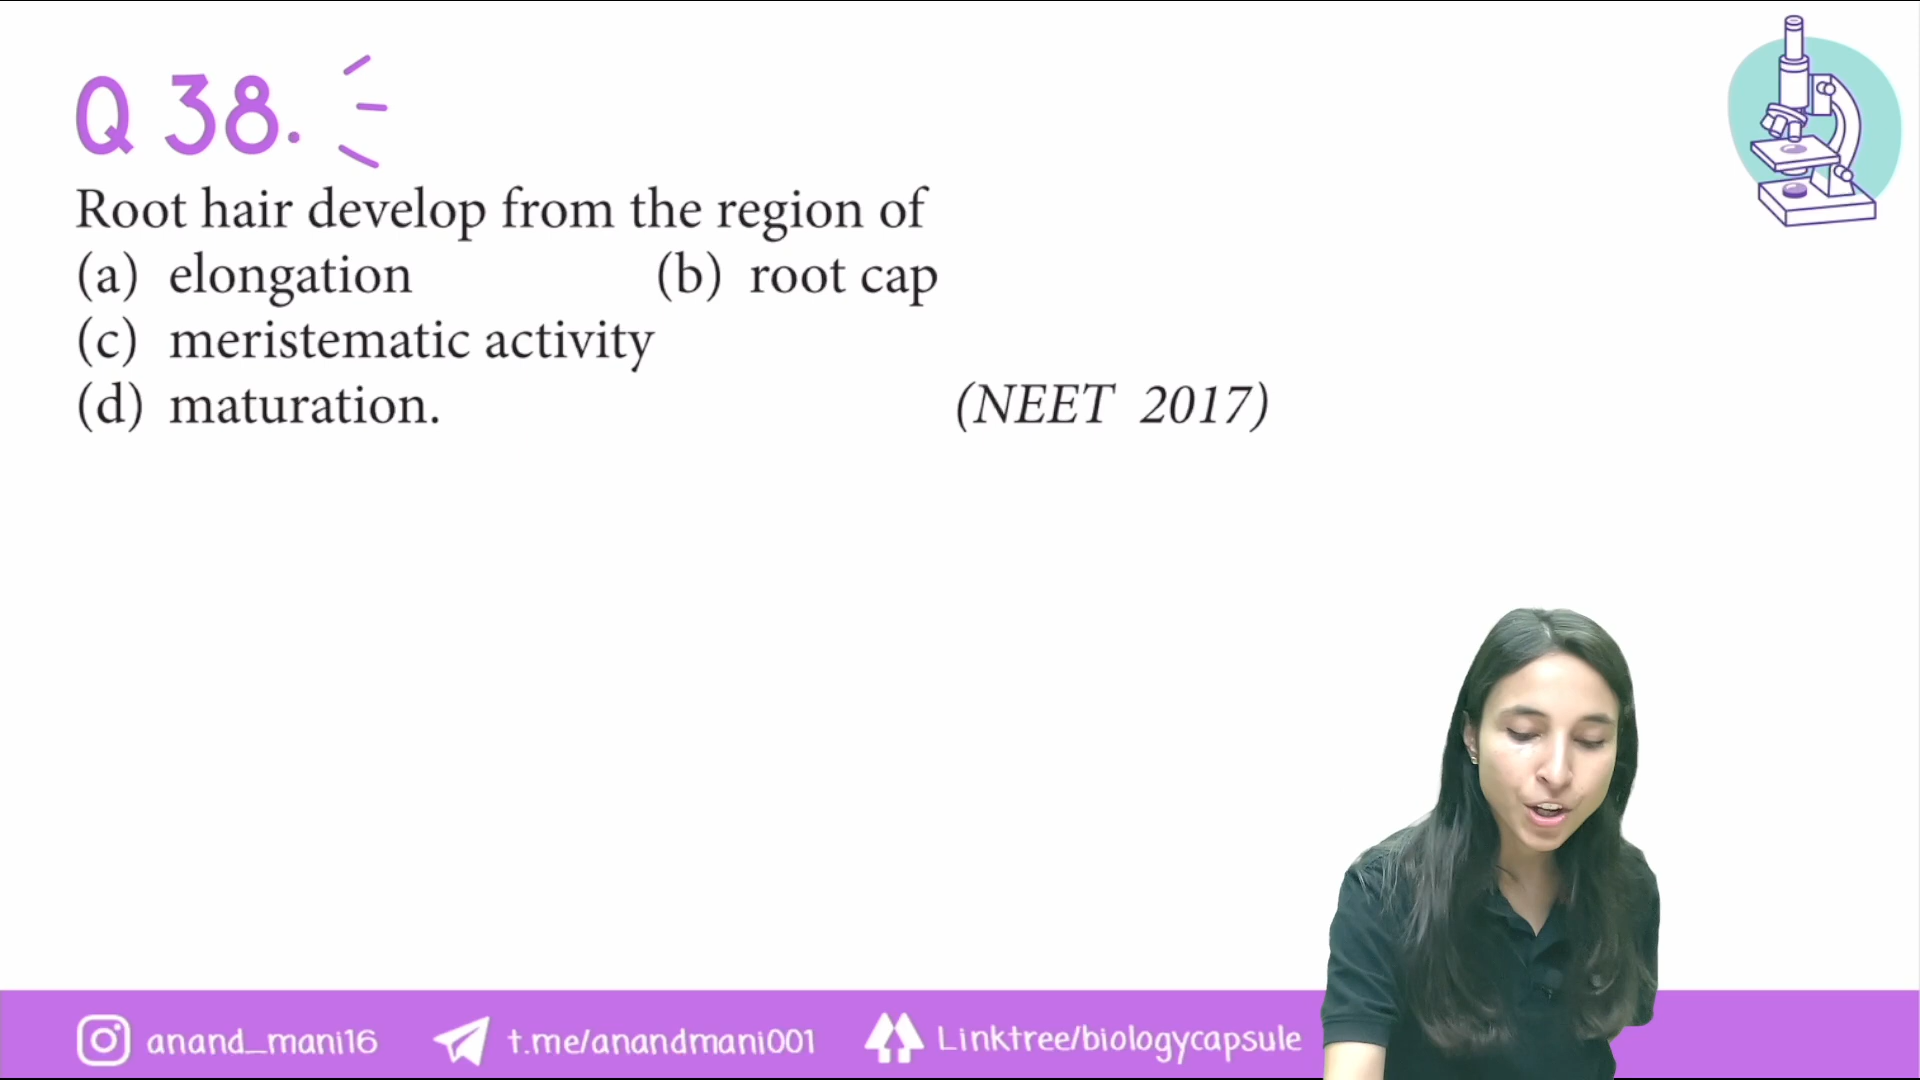 Q 38.
Root hair develop from the region of
(a) elongation (b) root cap
(c) meristematic activity
(d) maturation. (NEET 2017)
anand_mani16 t.me/anandmani001 Linktree/biologycapsule